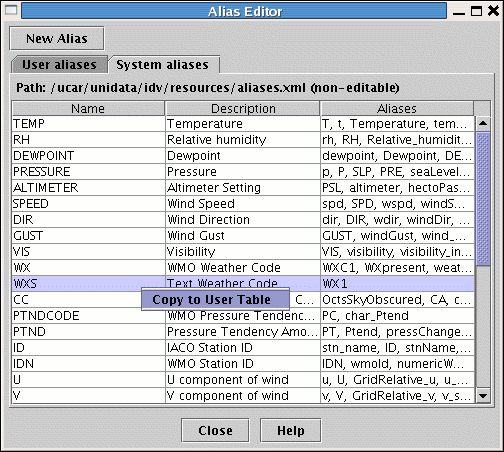 Alias Editor
New Alias
User aliases System aliases
Path: /ucar/unidata/idv/resources/aliases.xml (non-editable)
Name Description Aliases
TEMP Temperature T, t, Temperature, tem...
RH Relative humidity rh, RH, Relative_humidit...
DEWPOINT Dewpoint dewpoint, Dewpoint, DE...
PRESSURE Pressure p, P, SLP, PRE, seaLevel...
ALTIMETER Altimeter Setting PSL, altimeter, hectoPas...
SPEED Wind Speed spd, SPD, wspd, windS...
DIR Wind Direction dir, DIR, wdir, windDir, ...
GUST Wind Gust GUST, windGust, wind_...
VIS Visibility VIS, visibility, visibility_in...
WX WMO Weather Code WXC1, WXpresent, weat...
WXS Text Weather Code WX1
CC C... OctsSkyObscured, CA, c...
Copy to User Table
PTNDCODE WMO Pressure Tendenc... PC, char_Ptend
PTND Pressure Tendency Amo... PT, Ptend, pressChange...
ID IACO Station ID stn_name, ID, stnName, ...
IDN WMO Station ID IDN, wmoId, numericW...
U U component of wind u, U, GridRelative_u, u_...
V V component of wind v, V, GridRelative_v, v_s...
Close Help